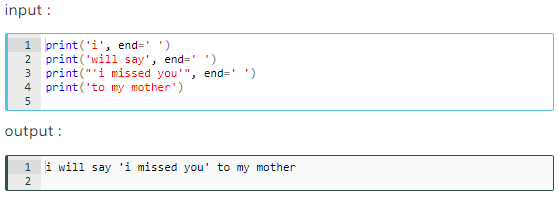 input :
1 print('i', end=' ')
2 print('will say', end=' ')
3 print("'i missed you'", end=' ')
4 print('to my mother')
5
output :
1 i will say 'i missed you' to my mother
2